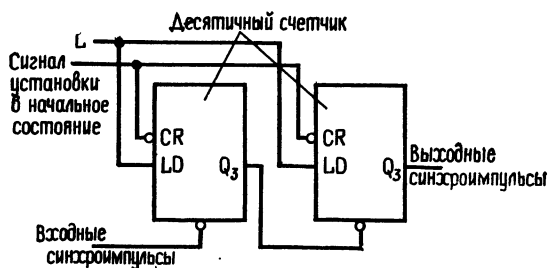 Десятичный счетчик
L
Сигнал
установки
в начальное
состояние
CR
LD
Q3
CR
LD
Q3
Выходные
синхроимпульсы
Входные
синхроимпульсы